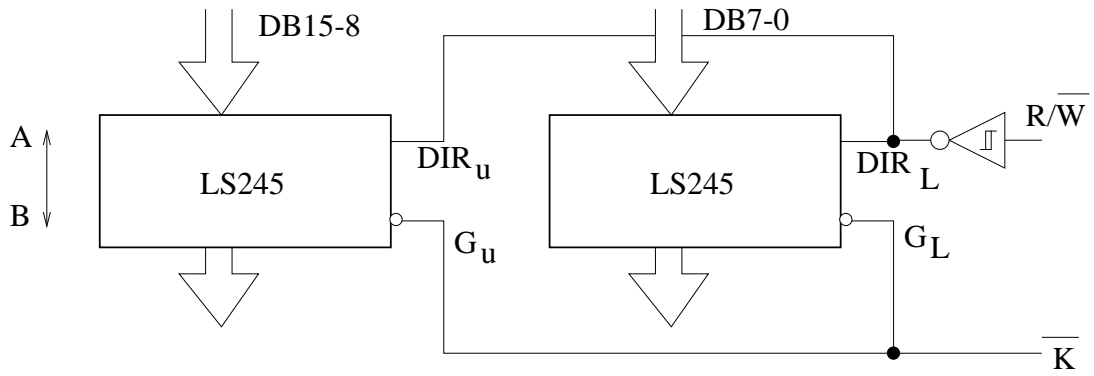 DB15-8
DB7-0
R/W̅
A
DIRu
DIR L
LS245
LS245
B
Gu
GL
K̅